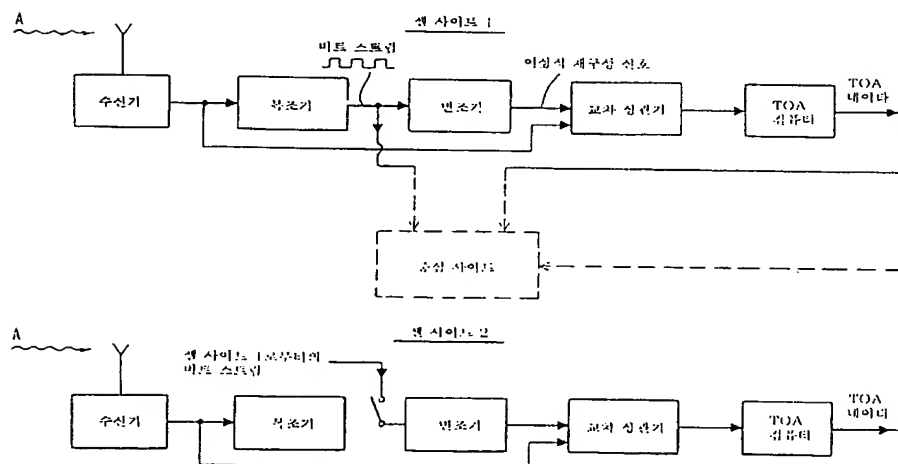 A
셀 사이트 1
비트 스트림
이상적 재구성 신호
수신기
복조기
변조기
교차 상관기
TOA
컴퓨터
TOA
데이터
중심 사이트
A
셀 사이트 2
셀 사이트 1로부터의
비트 스트림
수신기
복조기
변조기
교차 상관기
TOA
컴퓨터
TOA
데이터